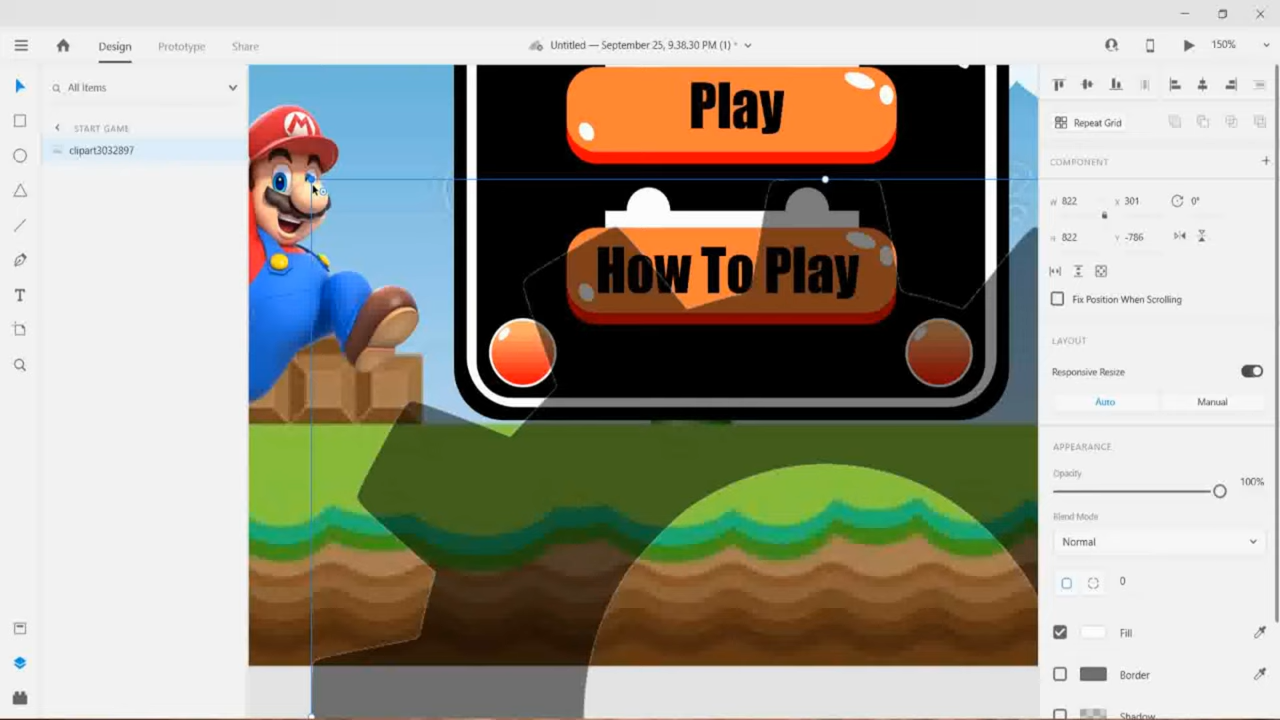 Design
Prototype
Share
Untitled — September 25, 9.38.30 PM (1) *
150%
All Items
START GAME
clipart3032897
M
Play
How To Play
Repeat Grid
COMPONENT
W 822
X 301
0°
H 822
Y -786
Fix Position When Scrolling
LAYOUT
Responsive Resize
Auto
Manual
APPEARANCE
Opacity
100%
Blend Mode
Normal
0
Fill
Border
Shadow